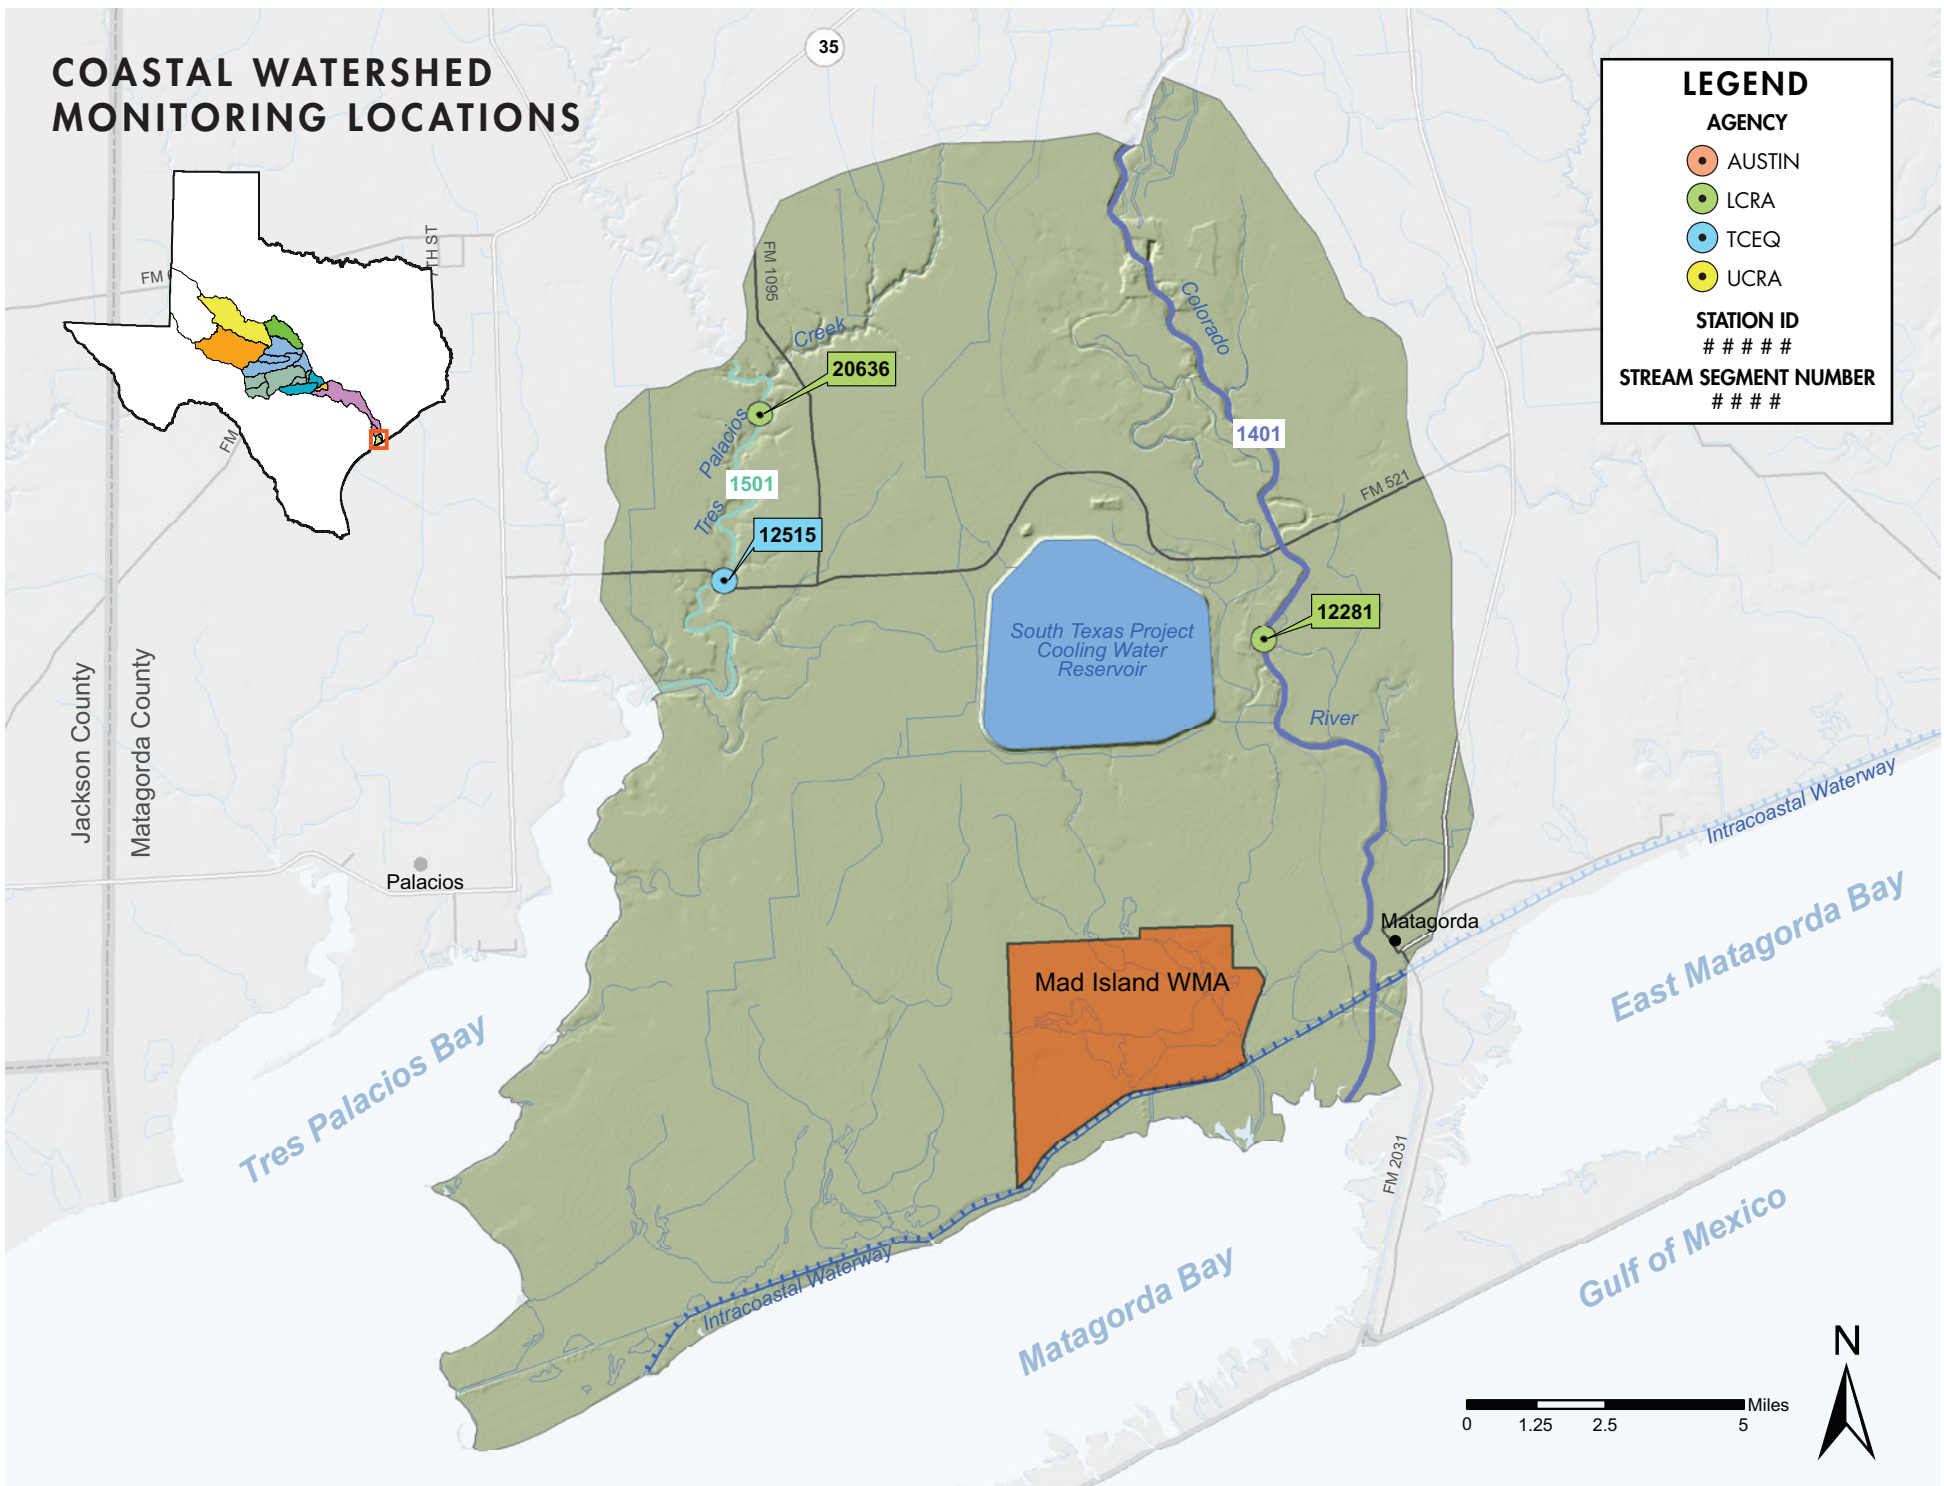 COASTAL WATERSHED
MONITORING LOCATIONS
35
LEGEND
AGENCY
AUSTIN
LCRA
TCEQ
UCRA
STATION ID
# # # # #
STREAM SEGMENT NUMBER
# # # #
7TH ST
FM
FM
FM 1095
Creek
Colorado
20636
Palacios
1401
1501
Tres
FM 521
12515
12281
South Texas Project
Cooling Water
Reservoir
River
Jackson County
Matagorda County
Intracoastal Waterway
Palacios
Matagorda
East Matagorda Bay
Mad Island WMA
Tres Palacios Bay
FM 2031
Gulf of Mexico
Intracoastal Waterway
Matagorda Bay
N
Miles
0 1.25 2.5 5